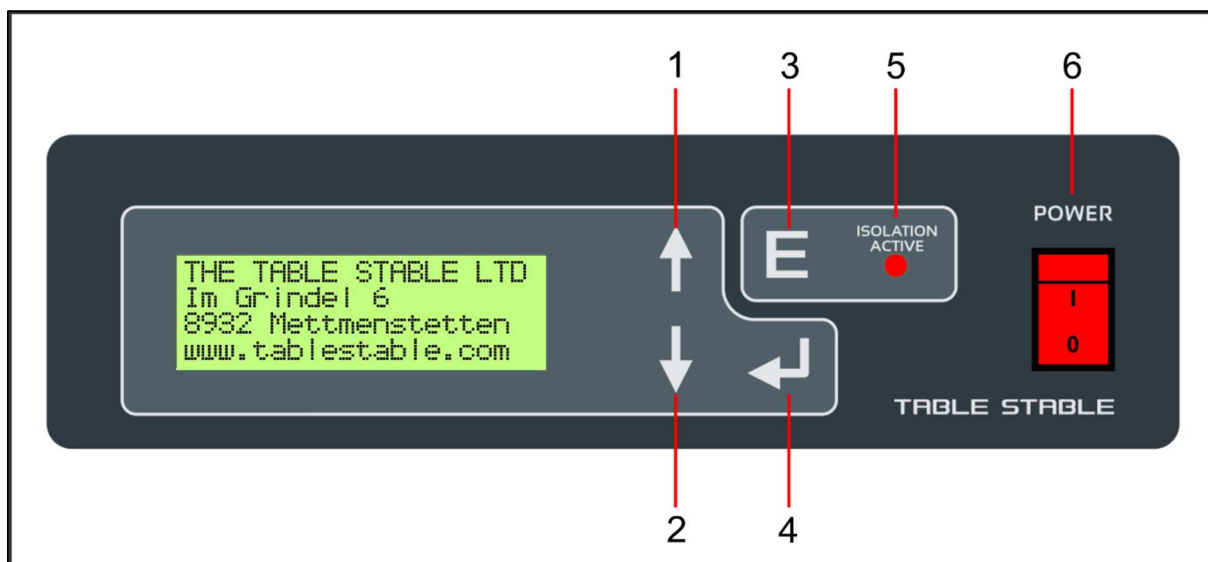 1 3 5 6
POWER
ISOLATION
ACTIVE
E
THE TABLE STABLE LTD
Im Grindel 6
8932 Mettmenstetten
www.tablestable.com
I
0
TABLE STABLE
2 4